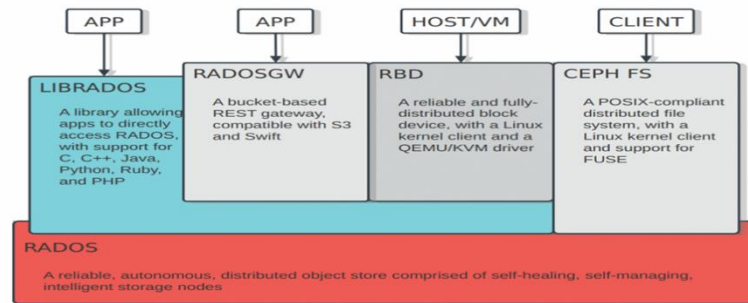 APP
APP
HOST/VM
CLIENT
LIBRADOS
A library allowing
apps to directly
access RADOS,
with support for
C, C++, Java,
Python, Ruby,
and PHP
RADOSGW
A bucket-based
REST gateway,
compatible with S3
and Swift
RBD
A reliable and fully-
distributed block
device, with a Linux
kernel client and a
QEMU/KVM driver
CEPH FS
A POSIX-compliant
distributed file
system, with a
Linux kernel client
and support for
FUSE
RADOS
A reliable, autonomous, distributed object store comprised of self-healing, self-managing,
intelligent storage nodes